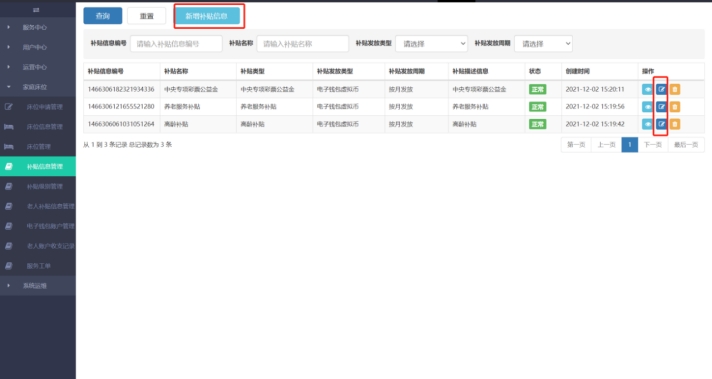 查询 重置 新增补贴信息
补贴信息编号 请输入补贴信息编号 补贴名称 请输入补贴名称 补贴发放类型 请选择 补贴发放周期 请选择
补贴信息编号 补贴名称 补贴类型 补贴发放类型 补贴发放周期 补贴描述信息 状态 创建时间 操作
1466306182321934336 中央专项彩票公益金 中央专项彩票公益金 电子钱包虚拟币 按月发放 中央专项彩票公益金 正常 2021-12-02 15:20:11
1466306121655521280 养老服务补贴 养老服务补贴 电子钱包虚拟币 按月发放 养老服务补贴 正常 2021-12-02 15:19:56
1466306061031051264 高龄补贴 高龄补贴 电子钱包虚拟币 按月发放 高龄补贴 正常 2021-12-02 15:19:42
从 1 到 3 条记录 总记录数为 3 条
第一页 上一页 1 下一页 最后一页
服务中心
用户中心
运营中心
家庭床位
床位申请管理
床位信息管理
床位管理
补贴信息管理
补贴规则管理
老人补贴信息管理
电子钱包账户管理
老人账户收支记录
服务工单
系统运维